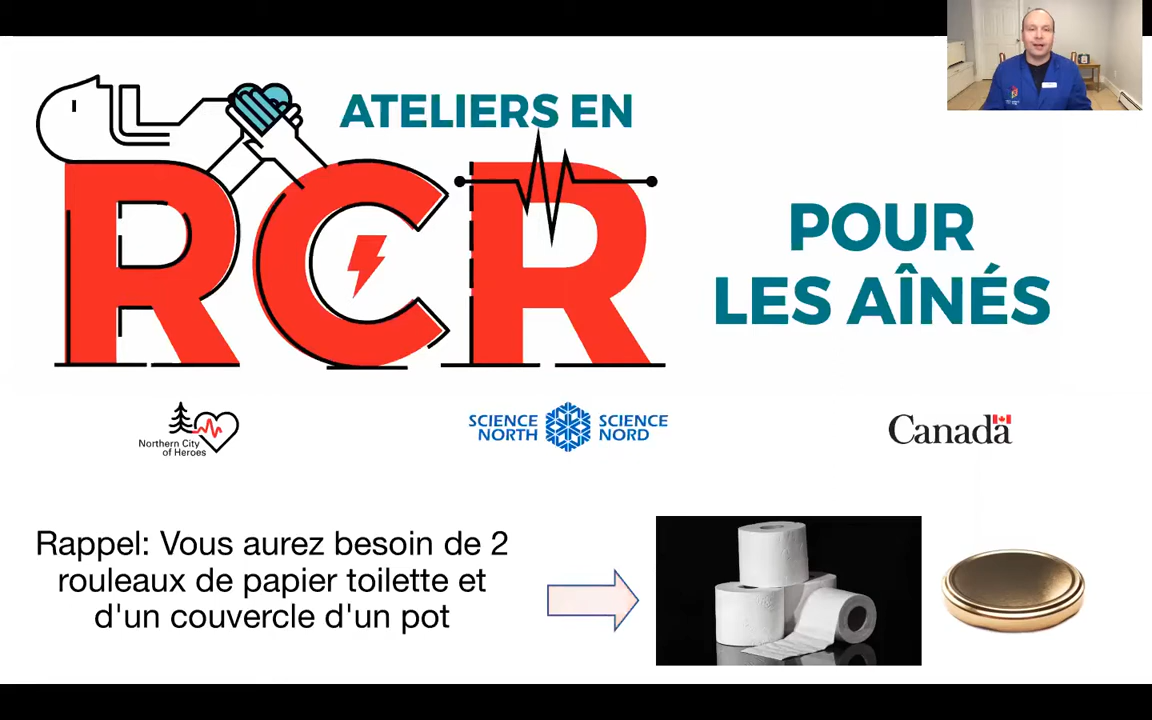 ATELIERS EN
RCR
POUR
LES AÎNÉS
Northern City
of Heroes
SCIENCE NORTH
SCIENCE NORD
Canada
Rappel: Vous aurez besoin de 2
rouleaux de papier toilette et
d'un couvercle d'un pot